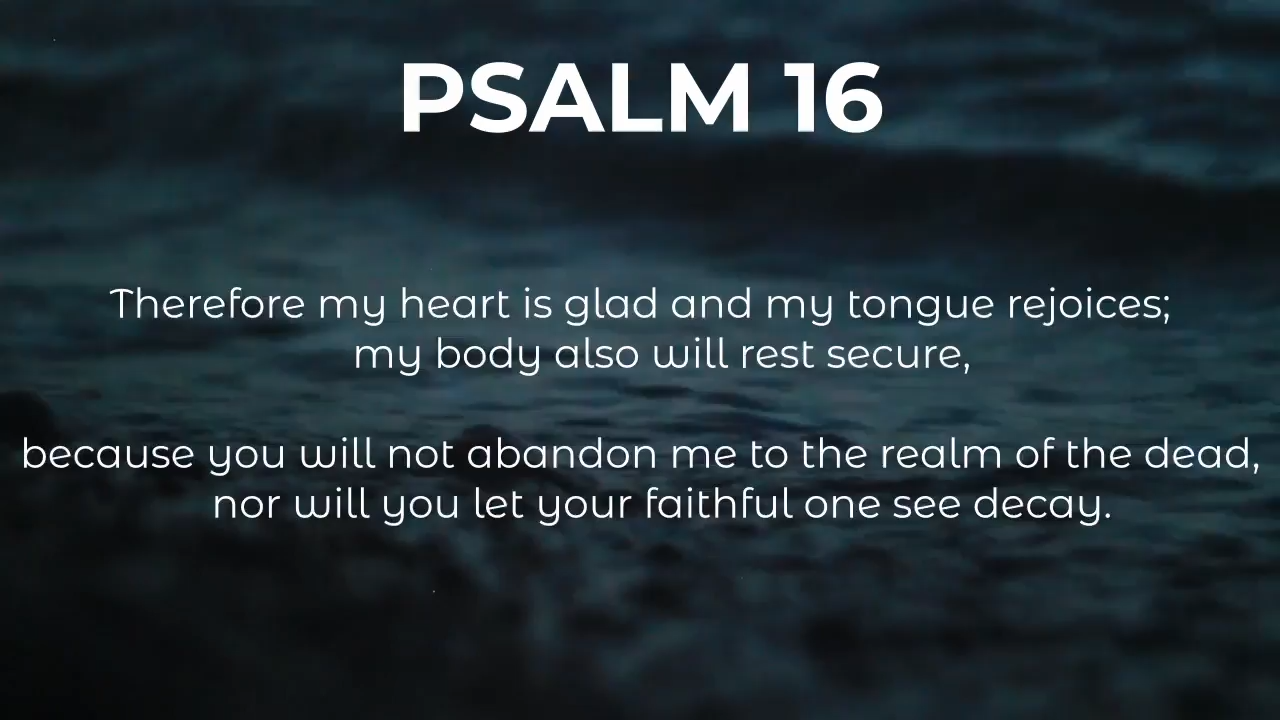 PSALM 16
Therefore my heart is glad and my tongue rejoices;
my body also will rest secure,
because you will not abandon me to the realm of the dead,
nor will you let your faithful one see decay.